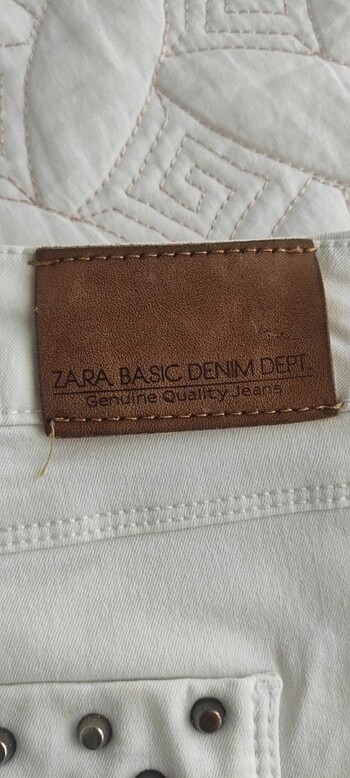 ZARA BASIC DENIM DEPT.
Genuine Quality Jeans